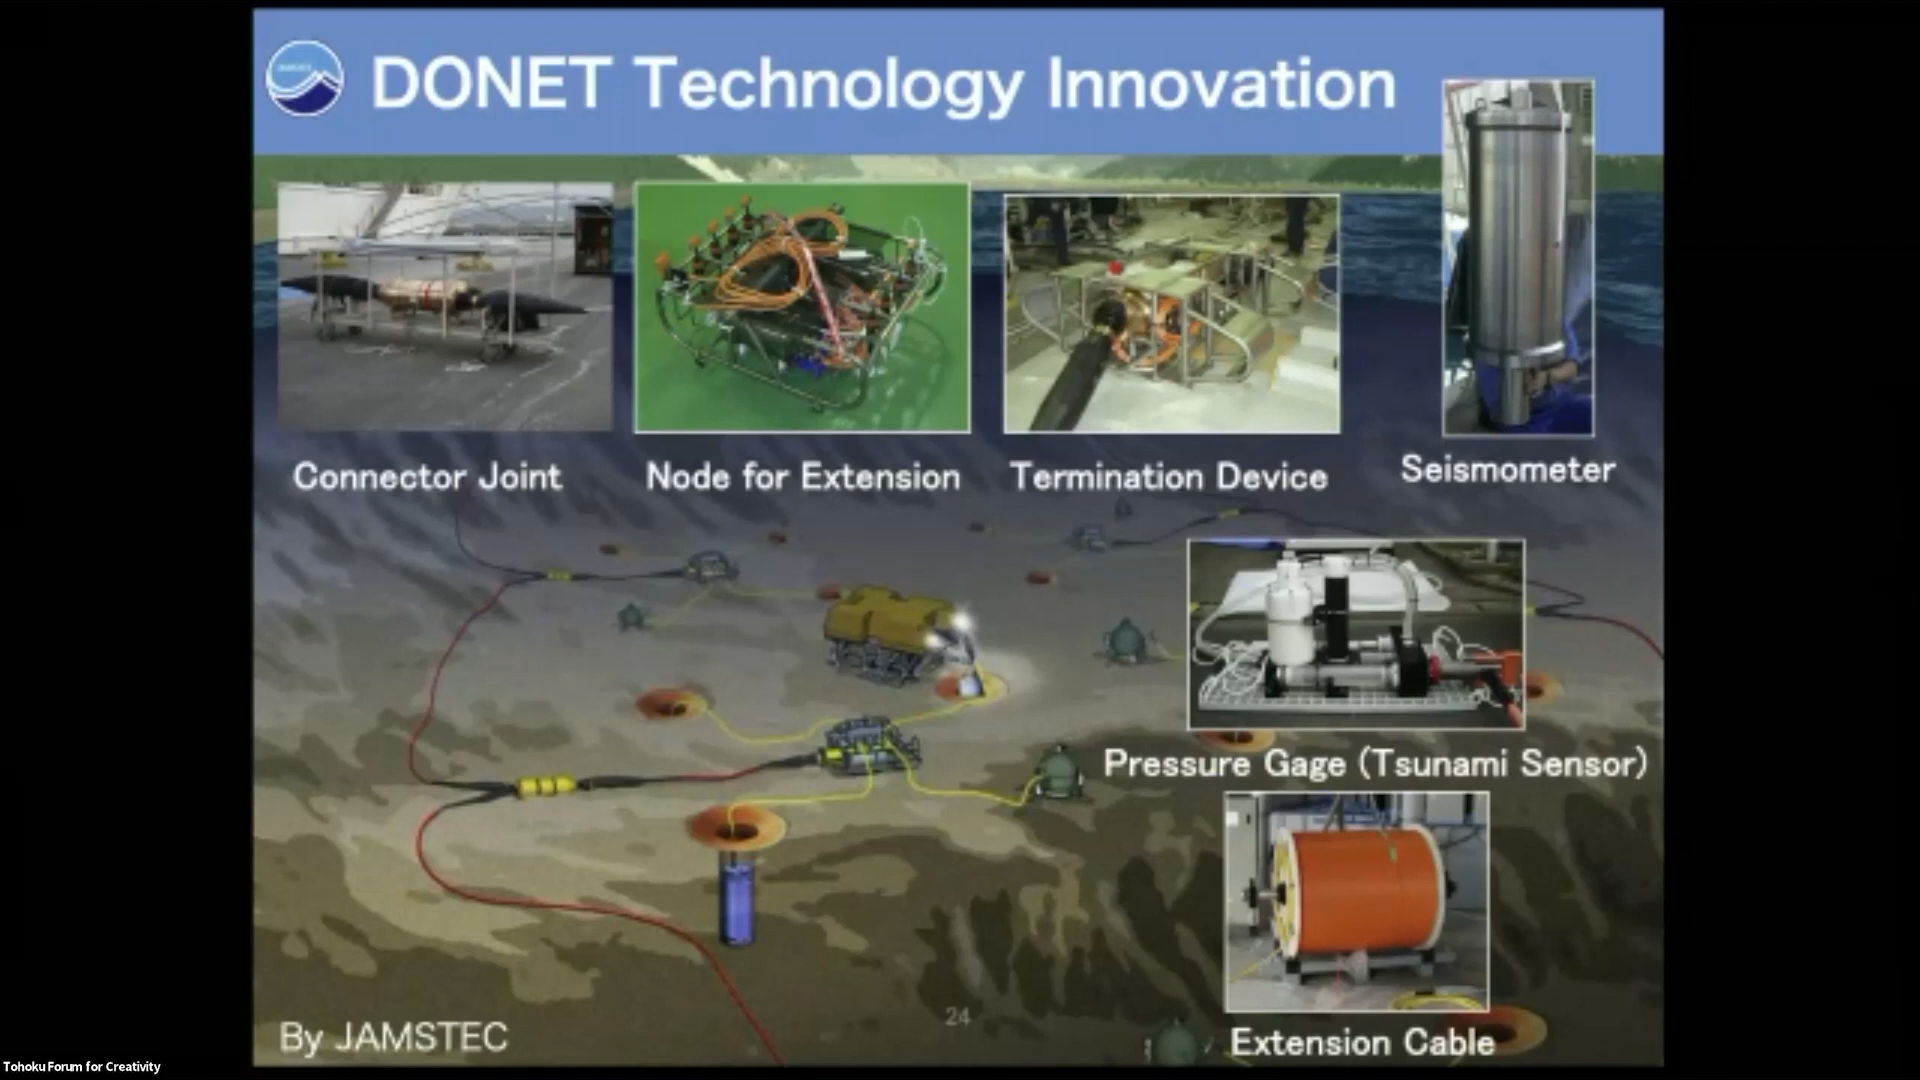 DONET Technology Innovation
Connector Joint
Node for Extension
Termination Device
Seismometer
Pressure Gage (Tsunami Sensor)
24
Extension Cable
By JAMSTEC
Tohoku Forum for Creativity